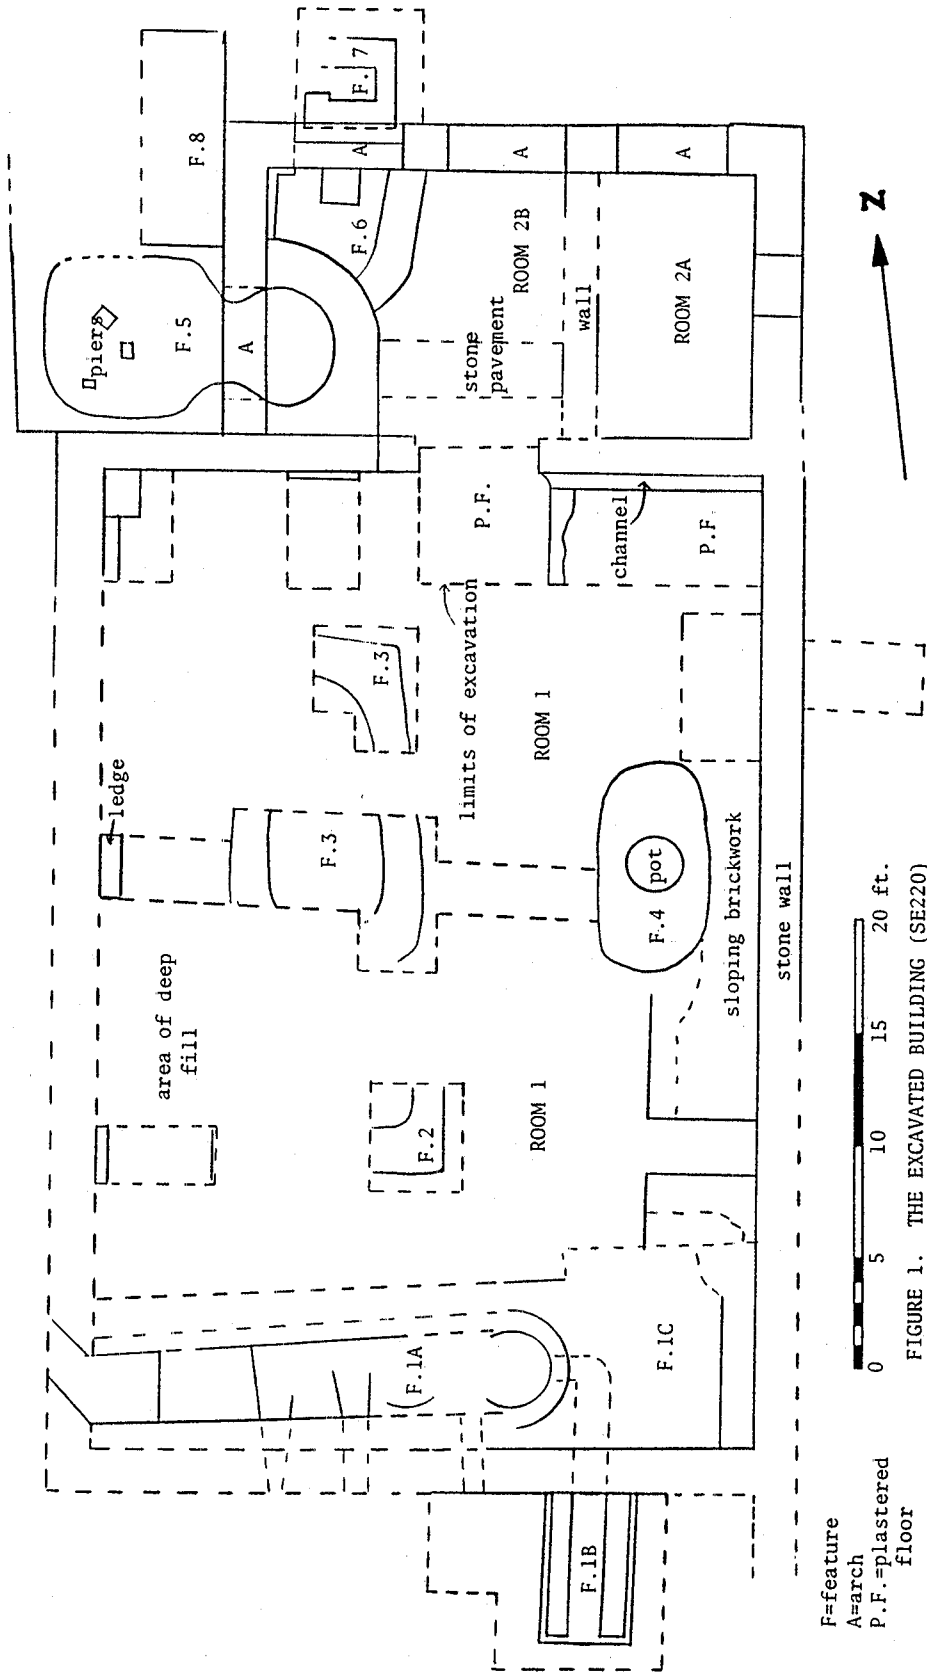 F.8
F.7
A
A
A
F.6
ROOM 2B
ROOM 2A
piers
F.5
A
stone
pavement
wall
N
P.F.
channel
P.F
limits of excavation
F.3
ROOM 1
ledge
F.3
pot
F.4
sloping brickwork
stone wall
area of deep
fill
F.2
ROOM 1
F.1A
F.1C
F.1B
0 5 10 15 20 ft.
F=feature
A=arch
P.F.=plastered
floor
FIGURE 1. THE EXCAVATED BUILDING (SE220)